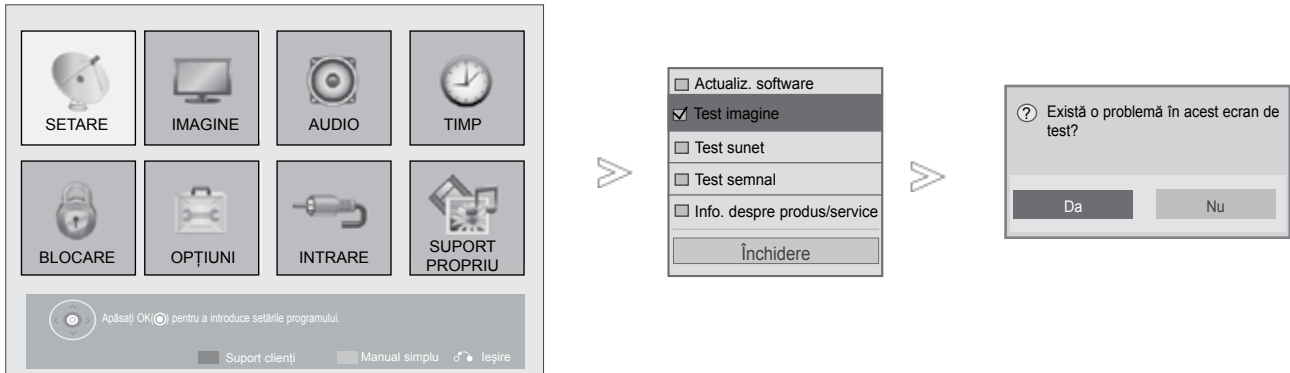 SETARE
IMAGINE
AUDIO
TIMP
BLOCARE
OPȚIUNI
INTRARE
SUPORT
PROPRIU
Apăsați OK(◉) pentru a introduce setările programului.
Suport clienți
Manual simplu
Ieșire
Actualiz. software
Test imagine
Test sunet
Test semnal
Info. despre produs/service
Închidere
? Există o problemă în acest ecran de
test?
Da
Nu